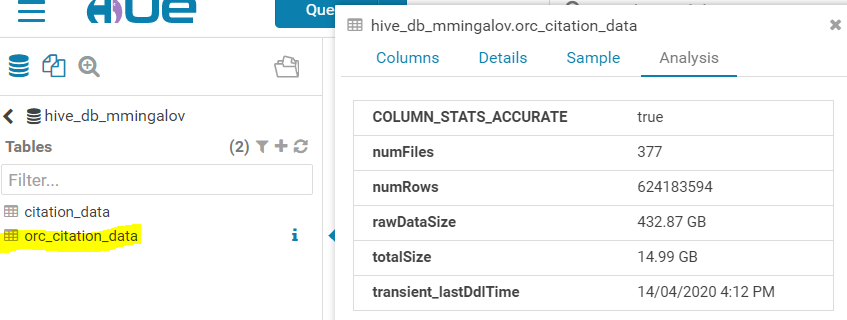 HUE
Que
hive_db_mmingalov.orc_citation_data
Columns Details Sample Analysis
hive_db_mmingalov
Tables (2)
Filter...
citation_data
orc_citation_data
COLUMN_STATS_ACCURATE true
numFiles 377
numRows 624183594
rawDataSize 432.87 GB
totalSize 14.99 GB
transient_lastDdlTime 14/04/2020 4:12 PM